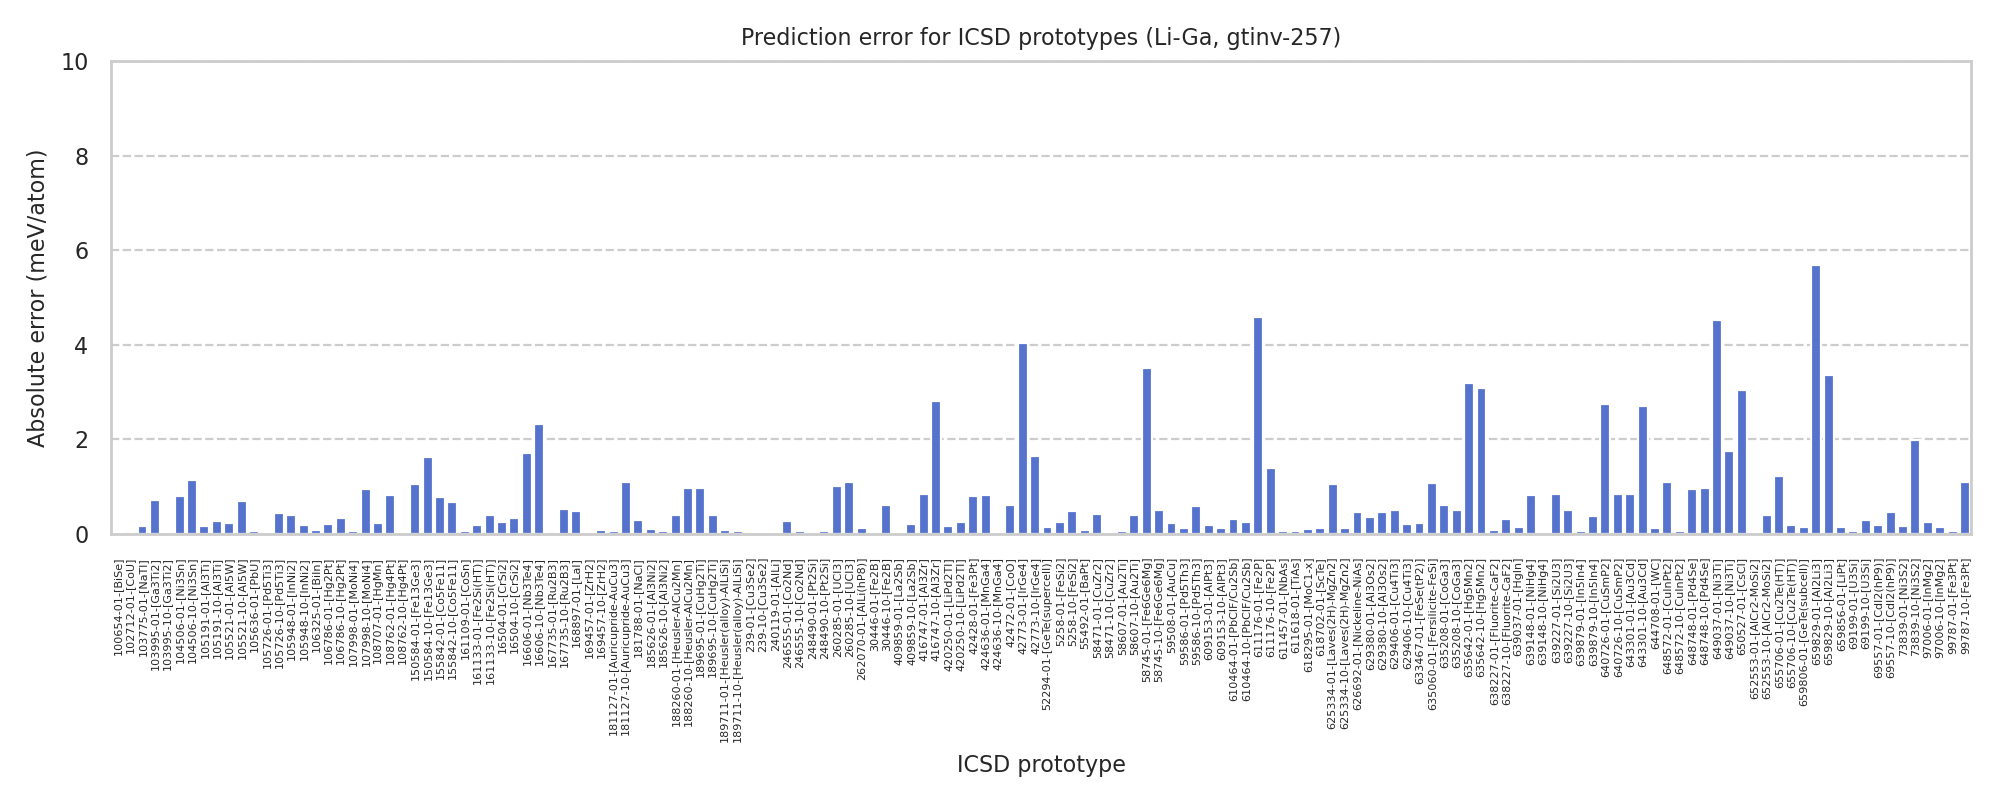 Prediction error for ICSD prototypes (Li-Ga, gtinv-257)
Absolute error (meV/atom)
10
8
6
4
2
0
100654-01-[BiSe]
102712-01-[CoU]
103775-01-[NaTl]
103995-01-[Ga3Ti2]
103995-10-[Ga3Ti2]
104506-01-[Ni3Sn]
104506-10-[Ni3Sn]
105191-01-[Al3Ti]
105191-10-[Al3Ti]
105521-01-[Al5W]
105521-10-[Al5W]
105636-01-[PbU]
105726-01-[Pd5Ti3]
105726-10-[Pd5Ti3]
105948-01-[InNi2]
105948-10-[InNi2]
106325-01-[BiIn]
106786-01-[Hg2Pt]
106786-10-[Hg2Pt]
107998-01-[MoNi4]
107998-10-[MoNi4]
108707-01-[HgMn]
108762-01-[Hg4Pt]
108762-10-[Hg4Pt]
150584-01-[Fe13Ge3]
150584-10-[Fe13Ge3]
155842-01-[Co5Fe11]
155842-10-[Co5Fe11]
161109-01-[CoSn]
161133-01-[Fe2Si(HT)]
161133-10-[Fe2Si(HT)]
16504-01-[CrSi2]
16504-10-[CrSi2]
16606-01-[Nb3Te4]
16606-10-[Nb3Te4]
167735-01-[Ru2B3]
167735-10-[Ru2B3]
168897-01-[LaI]
169457-01-[ZrH2]
169457-10-[ZrH2]
181127-01-[Auricupride-AuCu3]
181127-10-[Auricupride-AuCu3]
181788-01-[NaCl]
185626-01-[Al3Ni2]
185626-10-[Al3Ni2]
188260-01-[Heusler-AlCu2Mn]
188260-10-[Heusler-AlCu2Mn]
189695-01-[CuHg2Ti]
189695-10-[CuHg2Ti]
189711-01-[Heusler(alloy)-AlLiSi]
189711-10-[Heusler(alloy)-AlLiSi]
239-01-[Cu3Se2]
239-10-[Cu3Se2]
240119-01-[AlLi]
246555-01-[Co2Nd]
246555-10-[Co2Nd]
248490-01-[Pt2Si]
248490-10-[Pt2Si]
260285-01-[UCl3]
260285-10-[UCl3]
262070-01-[AlLi(hP8)]
30446-01-[Fe2B]
30446-10-[Fe2B]
409859-01-[La2Sb]
409859-10-[La2Sb]
416747-01-[Al3Zr]
416747-10-[Al3Zr]
420250-01-[LiPd2Tl]
420250-10-[LiPd2Tl]
42428-01-[Fe3Pt]
424636-01-[MnGa4]
424636-10-[MnGa4]
42472-01-[CoO]
42773-01-[IrGe4]
42773-10-[IrGe4]
52294-01-[GeTe(supercell)]
5258-01-[FeSi2]
5258-10-[FeSi2]
55492-01-[BaPt]
58471-01-[CuZr2]
58471-10-[CuZr2]
58607-01-[Au2Ti]
58607-10-[Au2Ti]
58745-01-[Fe6Ge6Mg]
58745-10-[Fe6Ge6Mg]
59508-01-[AuCu]
59586-01-[Pd5Th3]
59586-10-[Pd5Th3]
609153-01-[AlPt3]
609153-10-[AlPt3]
610464-01-[PbClF/Cu2Sb]
610464-10-[PbClF/Cu2Sb]
611176-01-[Fe2P]
611176-10-[Fe2P]
611457-01-[NbAs]
611618-01-[TiAs]
618295-01-[MoC1-x]
618702-01-[ScTe]
625334-01-[Laves(2H)-MgZn2]
625334-10-[Laves(2H)-MgZn2]
626692-01-[Nickeline-NiAs]
629380-01-[Al3Os2]
629380-10-[Al3Os2]
629406-01-[Cu4Ti3]
629406-10-[Cu4Ti3]
633467-01-[FeSe(tP2)]
635060-01-[Fersilicite-FeSi]
635208-01-[CoGa3]
635208-10-[CoGa3]
635642-01-[Hg5Mn2]
635642-10-[Hg5Mn2]
638227-01-[Fluorite-CaF2]
638227-10-[Fluorite-CaF2]
639037-01-[HgIn]
639148-01-[NiHg4]
639148-10-[NiHg4]
639227-01-[Si2U3]
639227-10-[Si2U3]
639879-01-[In5In4]
639879-10-[In5In4]
640726-01-[CuSmP2]
640726-10-[CuSmP2]
643301-01-[Au3Cd]
643301-10-[Au3Cd]
644708-01-[WC]
648572-01-[CuInPt2]
648572-10-[CuInPt2]
648748-01-[Pd4Se]
648748-10-[Pd4Se]
649037-01-[Ni3Ti]
649037-10-[Ni3Ti]
650527-01-[CsCl]
652553-01-[AlCr2-MoSi2]
652553-10-[AlCr2-MoSi2]
655706-01-[Cu2Te(HT)]
655706-10-[Cu2Te(HT)]
659806-01-[GeTe(subcell)]
659829-01-[Al2Li3]
659829-10-[Al2Li3]
659856-01-[LiPt]
69199-01-[U3Si]
69199-10-[U3Si]
69557-01-[CdI2(hP9)]
69557-10-[CdI2(hP9)]
73839-01-[Ni3S2]
73839-10-[Ni3S2]
97006-01-[InMg2]
97006-10-[InMg2]
99787-01-[Fe3Pt]
99787-10-[Fe3Pt]
ICSD prototype